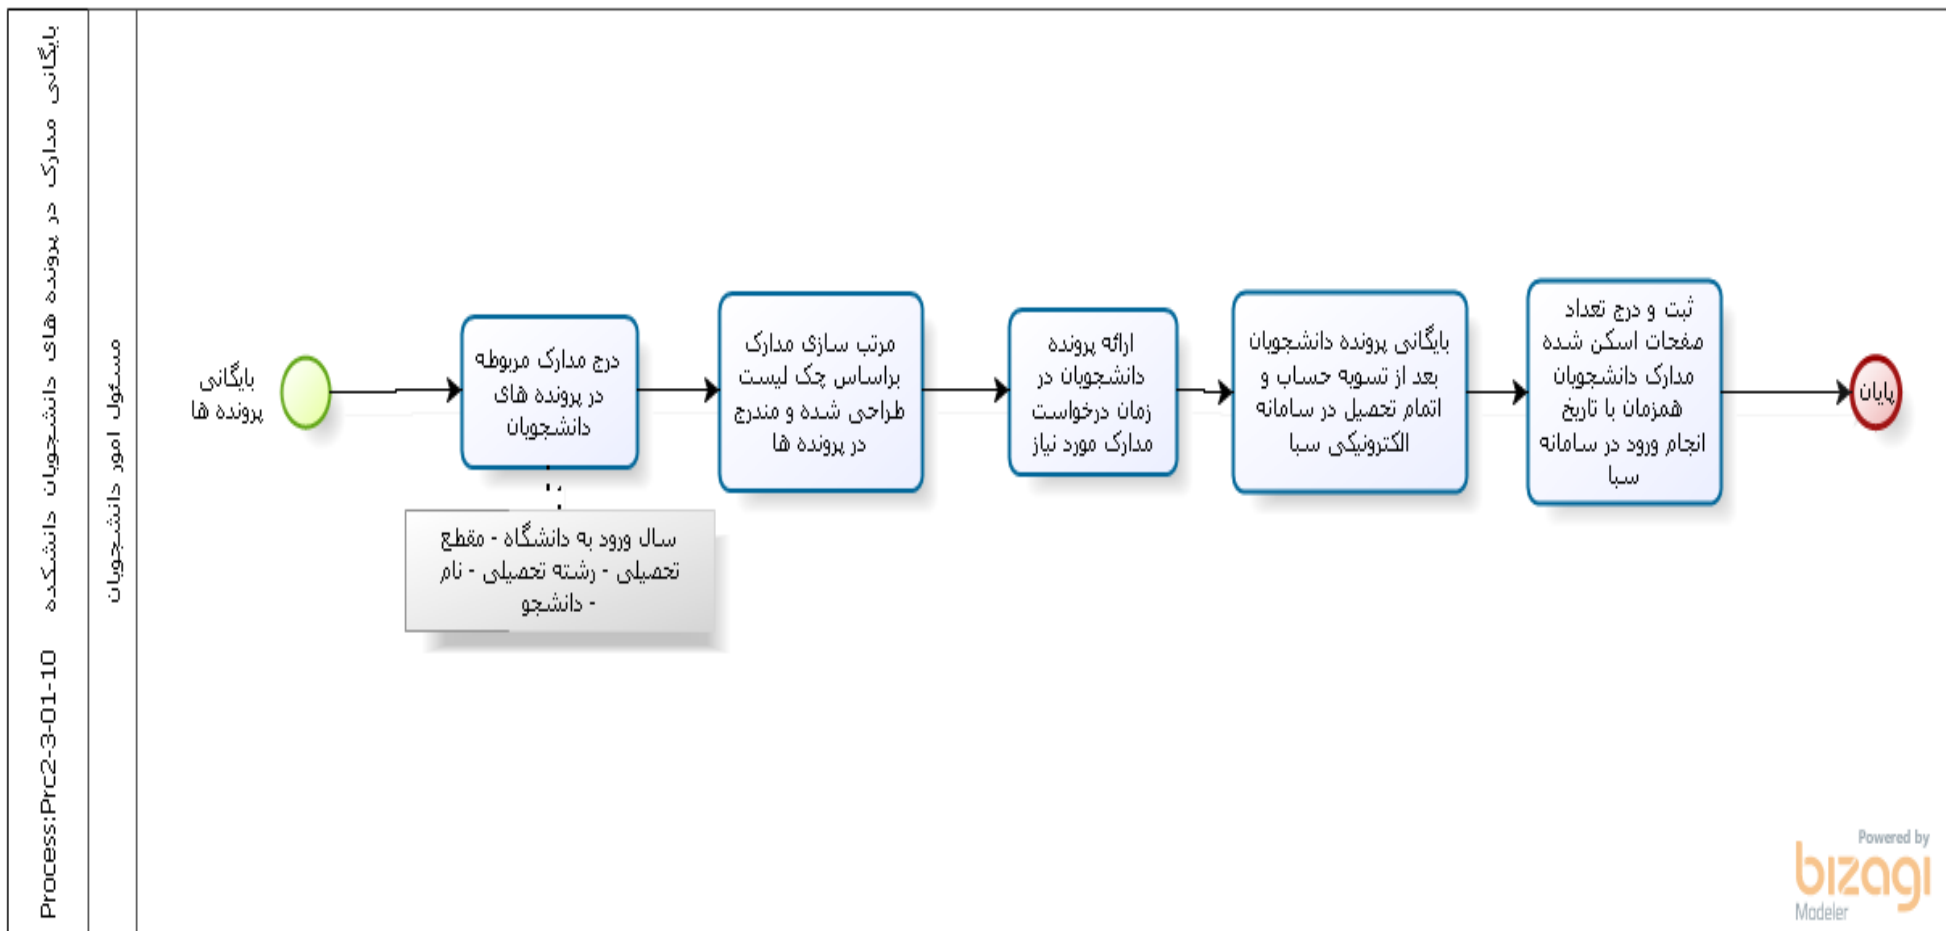 Process:Prc2-3-01-10 بایگانی مدارک در پرونده های دانشجویان دانشکده
مسئول امور دانشجویان
بایگانی
پرونده ها
درج مدارک مربوطه
در پرونده های
دانشجویان
سال ورود به دانشگاه - مقطع
تحصیلی - رشته تحصیلی - نام
دانشجو -
مرتب سازی مدارک
براساس چک لیست
طراحی شده و مندرج
در پرونده ها
ارائه پرونده
دانشجویان در
زمان درخواست
مدارک مورد نیاز
بایگانی پرونده دانشجویان
بعد از تسویه حساب و
اتمام تحصیل در سامانه
الکترونیکی سبا
ثبت و درج تعداد
صفحات اسکن شده
مدارک دانشجویان
همزمان با تاریخ
انجام ورود در سامانه
سبا
پایان
Powered by
bizagi
Modeler